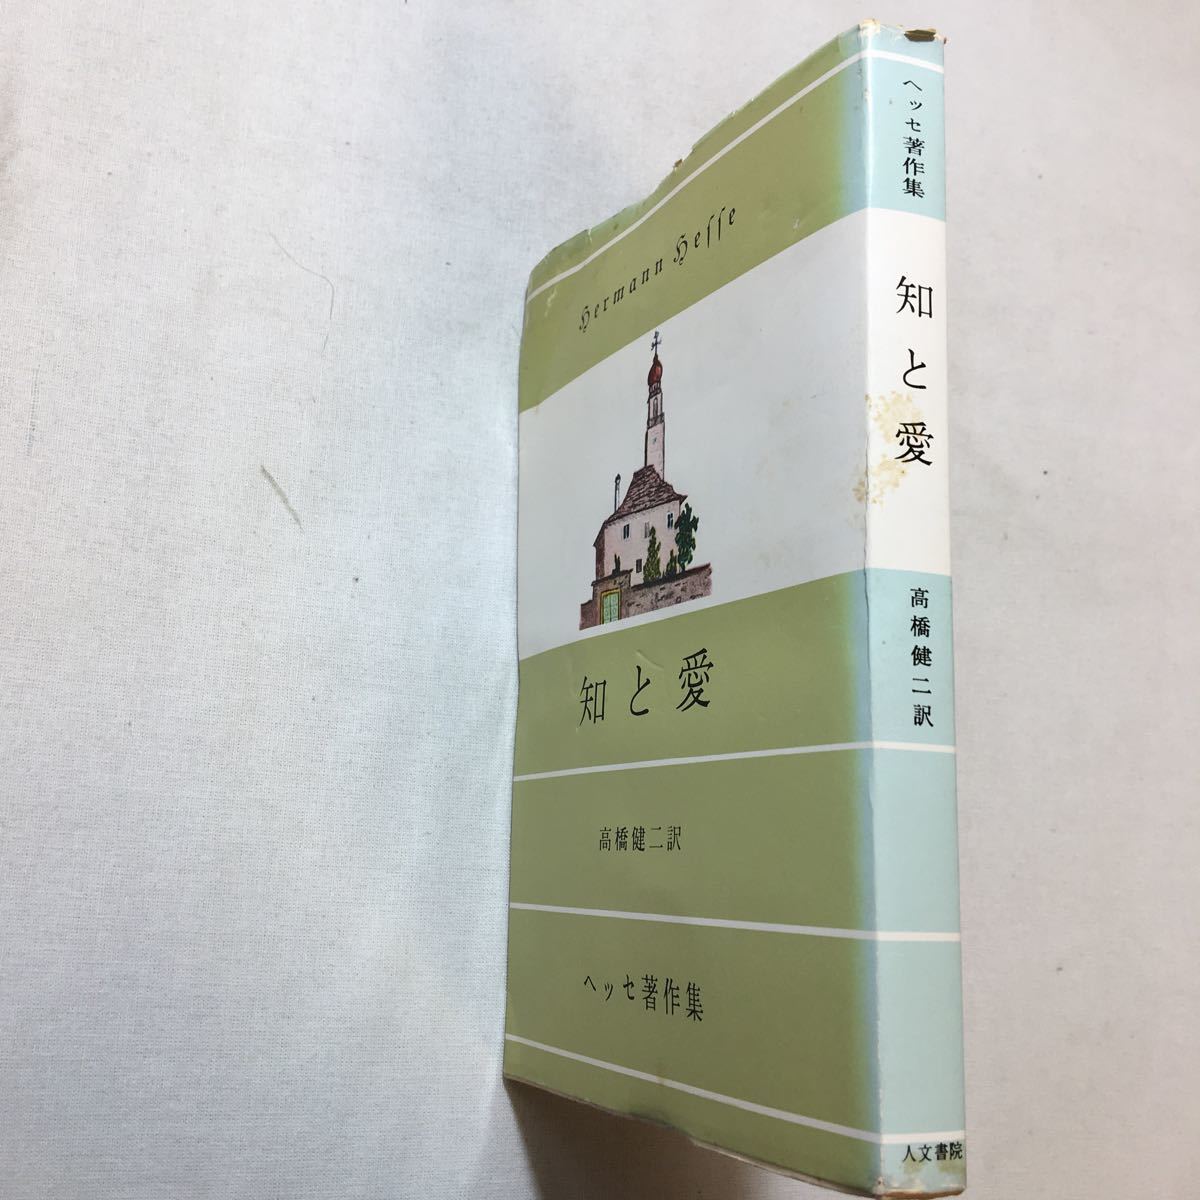 Hermann Hesse
知と愛
高橋健二訳
ヘッセ著作集
ヘッセ著作集
知と愛
高橋健二訳
人文書院